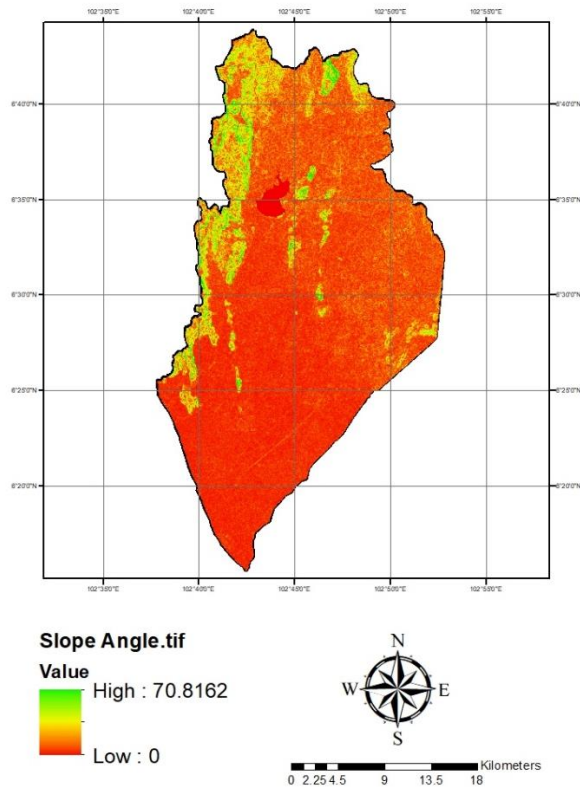 102°35'0"E 102°40'0"E 102°45'0"E 102°50'0"E 102°55'0"E
6°40'0"N 6°40'0"N
6°35'0"N 6°35'0"N
6°30'0"N 6°30'0"N
6°25'0"N 6°25'0"N
6°20'0"N 6°20'0"N
102°35'0"E 102°40'0"E 102°45'0"E 102°50'0"E 102°55'0"E
Slope Angle.tif
Value
High : 70.8162
Low : 0
N
W E
S
Kilometers
0 2.25 4.5 9 13.5 18